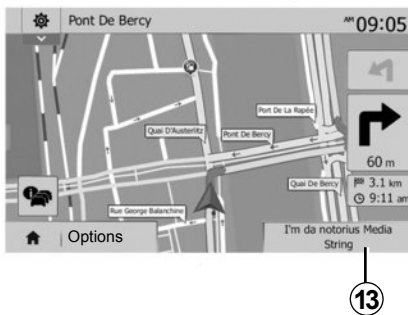 Pont De Bercy
AM 09:05
Port De La Rapée
Quai D'Austerlitz
Pont De Bercy
60 m
Quai De Bercy
3.1 km
9:11 am
Rue George Balanchine
Options
I'm da notorius Media
String
13